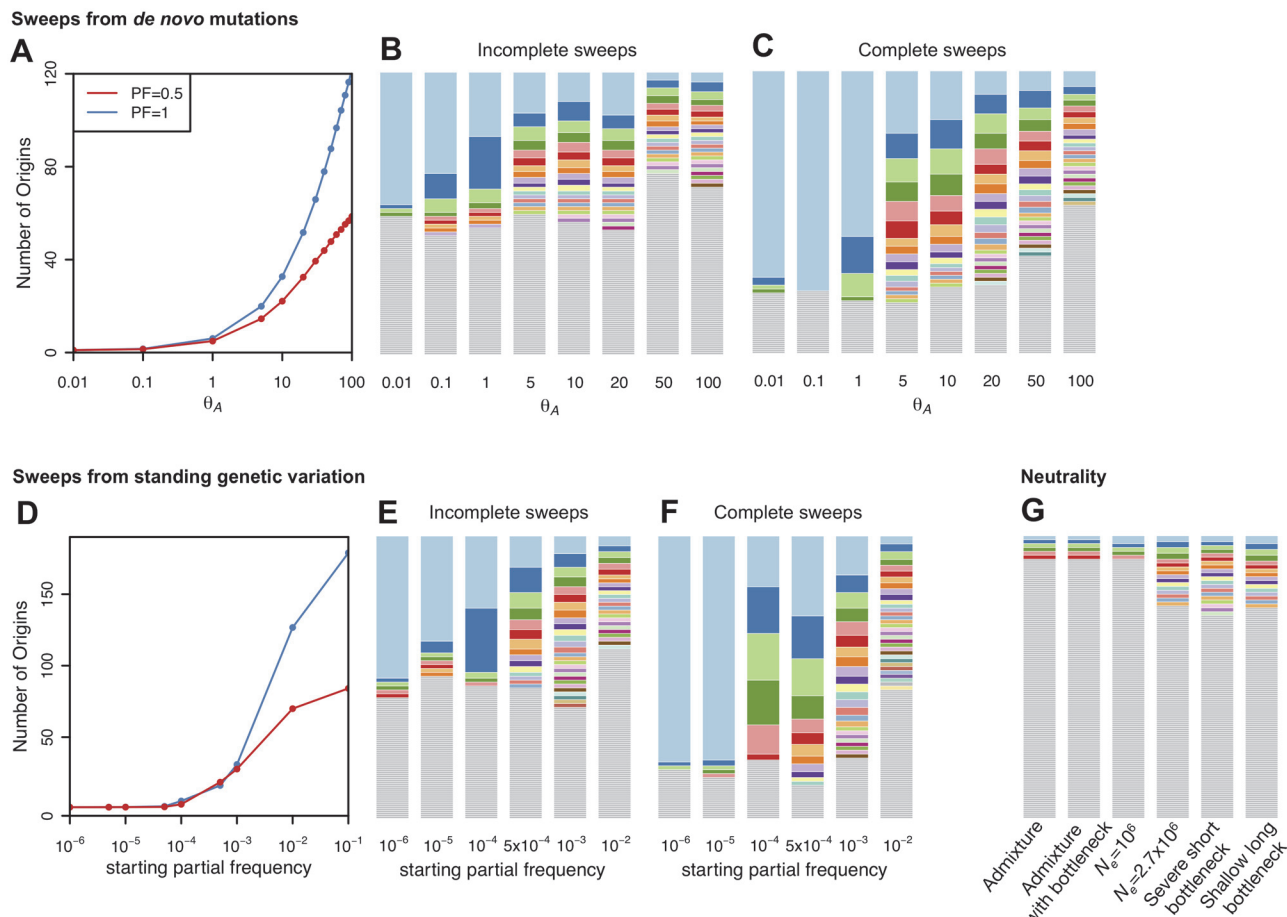 Sweeps from de novo mutations
A
Number of Origins
120
80
40
0
PF=0.5
PF=1
0.01 0.1 1 10 100
θA
B
Incomplete sweeps
0.01 0.1 1 5 10 20 50 100
θA
C
Complete sweeps
0.01 0.1 1 5 10 20 50 100
θA
Sweeps from standing genetic variation
D
Number of Origins
150
100
50
0
10⁻⁶ 10⁻⁵ 10⁻⁴ 10⁻³ 10⁻² 10⁻¹
starting partial frequency
E
Incomplete sweeps
10⁻⁶ 10⁻⁵ 10⁻⁴ 5x10⁻⁴ 10⁻³ 10⁻²
starting partial frequency
F
Complete sweeps
10⁻⁶ 10⁻⁵ 10⁻⁴ 5x10⁻⁴ 10⁻³ 10⁻²
starting partial frequency
Neutrality
G
Admixture
Admixture
with bottleneck
Ne=10⁶
Ne=2.7x10⁶
Severe short
bottleneck
Shallow long
bottleneck